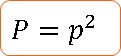 P = p²